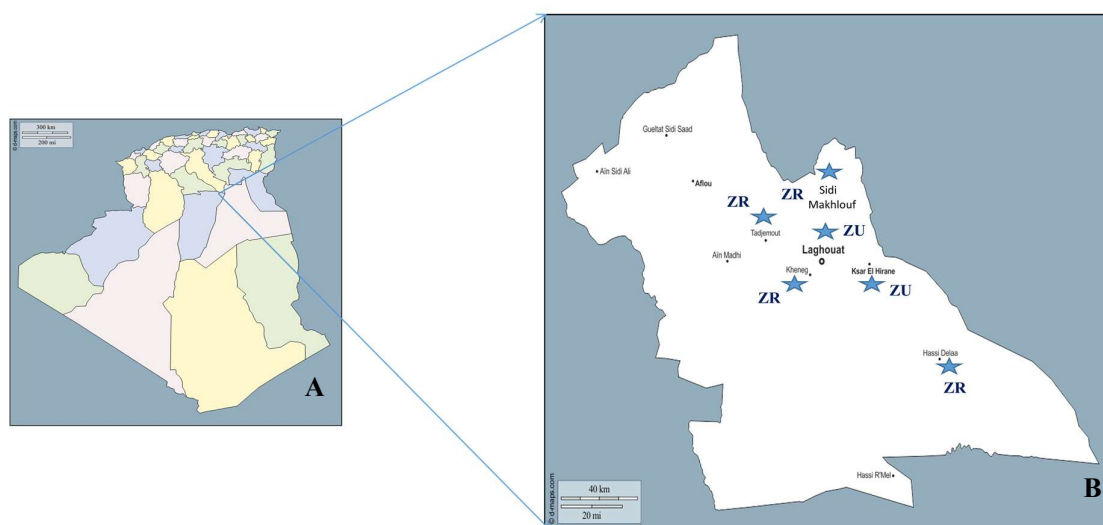 300 km
200 mi
© d-maps.com
A
Gueltat Sidi Saad
Aïn Sidi Ali
Aflou
ZR
ZR
Sidi
Makhlouf
Tadjemout
ZU
Laghouat
Aïn Madhi
Kheneg
Ksar El Hirane
ZR
ZU
Hassi Delaa
ZR
Hassi R'Mel
40 km
20 mi
© d-maps.com
B